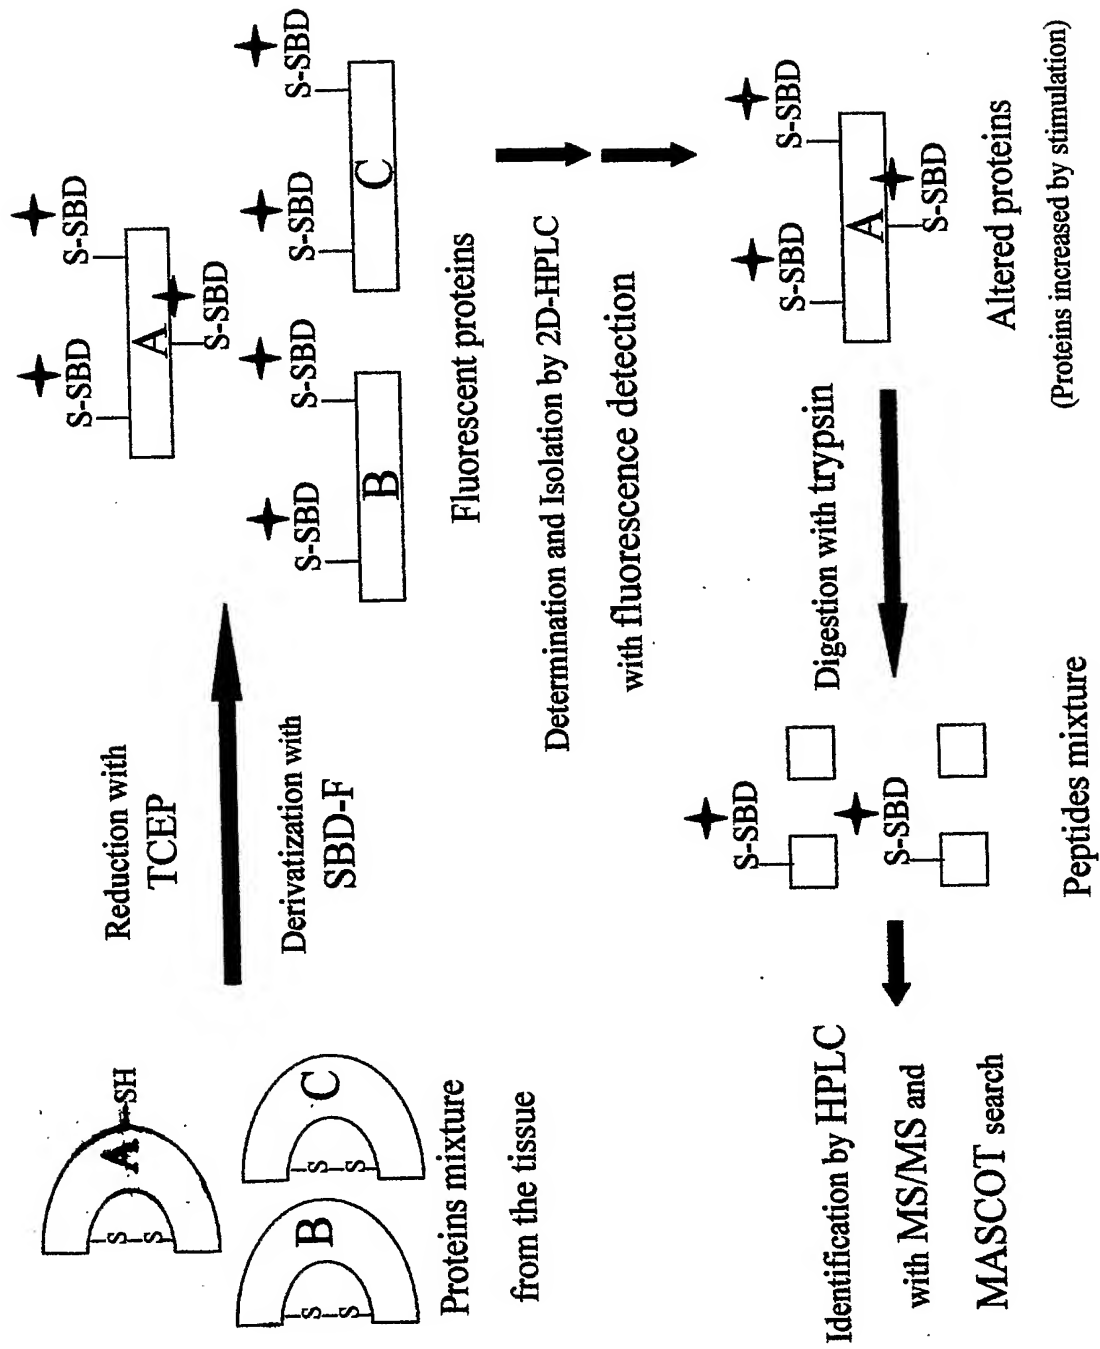 A
SH
S
S
B
S
S
C
S
S
Proteins mixture
from the tissue
Reduction with
TCEP
Derivatization with
SBD-F
S-SBD
S-SBD
A
S-SBD
S-SBD
S-SBD
B
S-SBD
S-SBD
C
Fluorescent proteins
Determination and Isolation by 2D-HPLC
with fluorescence detection
S-SBD
S-SBD
A
S-SBD
Altered proteins
(Proteins increased by stimulation)
Digestion with trypsin
S-SBD
S-SBD
Peptides mixture
Identification by HPLC
with MS/MS and
MASCOT search